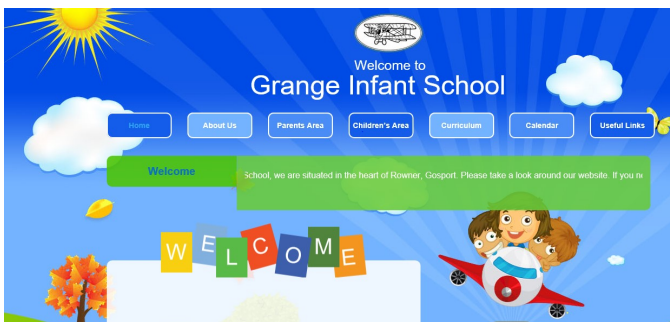 Welcome to
Grange Infant School
Home About Us Parents Area Children's Area Curriculum Calendar Useful Links
Welcome
School, we are situated in the heart of Rowner, Gosport. Please take a look around our website. If you
WELCOME